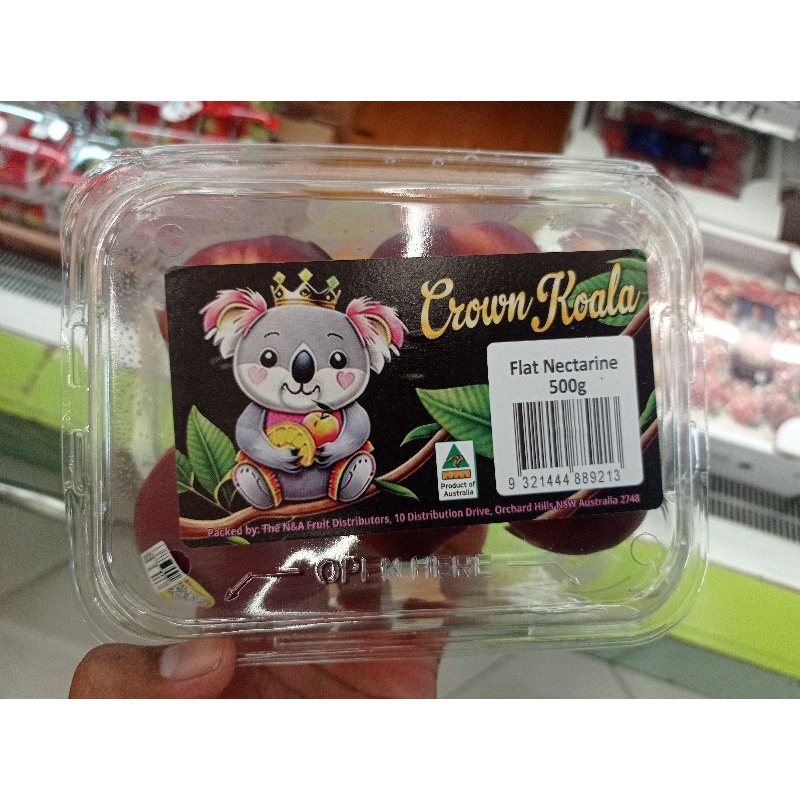 Crown Koala
Flat Nectarine
500g
9 321444 889213
Product of
Australia
Packed by: The N&A Fruit Distributors, 10 Distribution Drive, Orchard Hills NSW Australia 2748
OPEN HERE